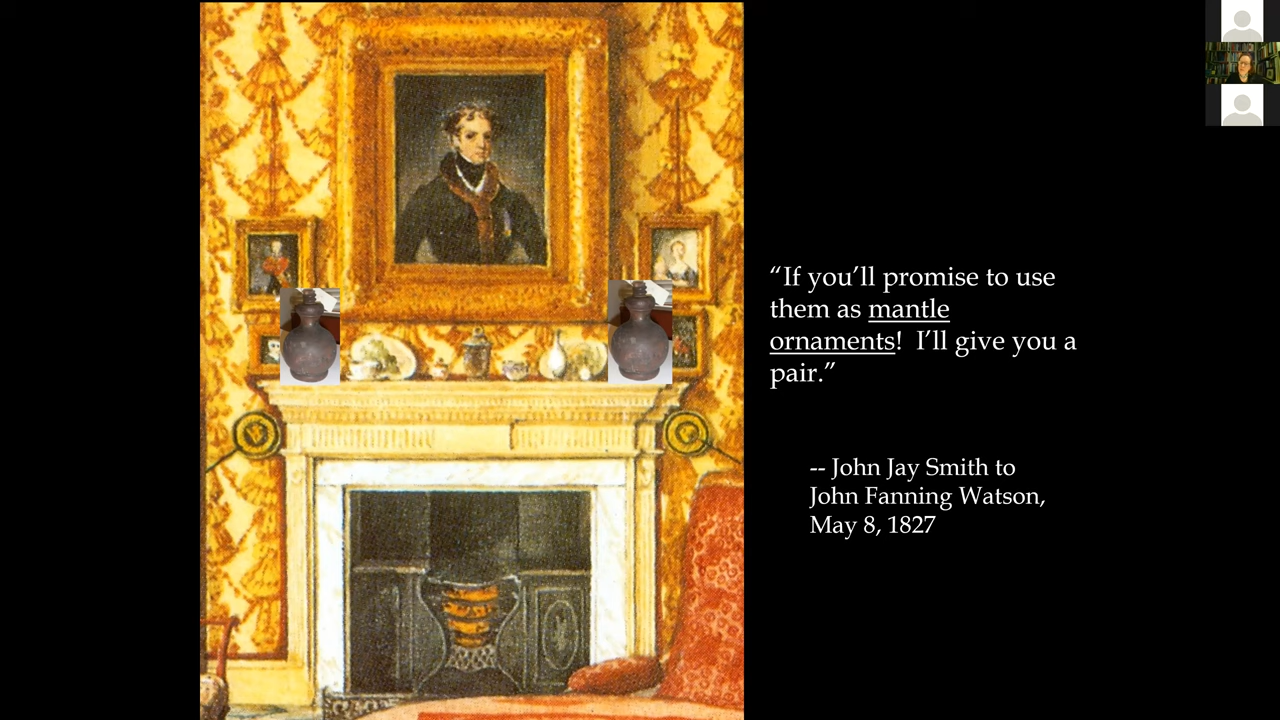 “If you’ll promise to use
them as mantle
ornaments!  I’ll give you a
pair.”
-- John Jay Smith to
John Fanning Watson,
May 8, 1827